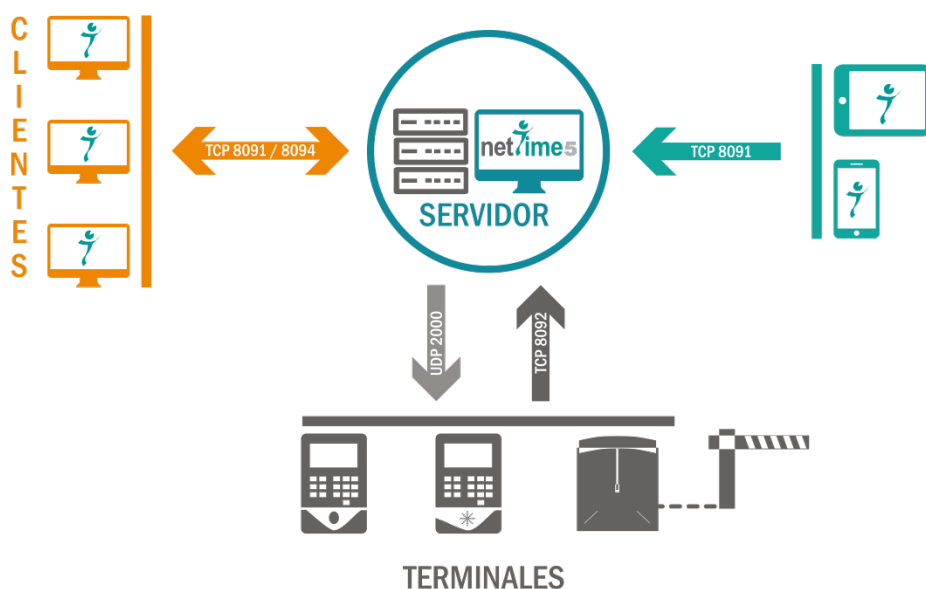 CLIENTES
TCP 8091 / 8094
netTime5
SERVIDOR
TCP 8091
UDP 2000
TCP 8092
TERMINALES